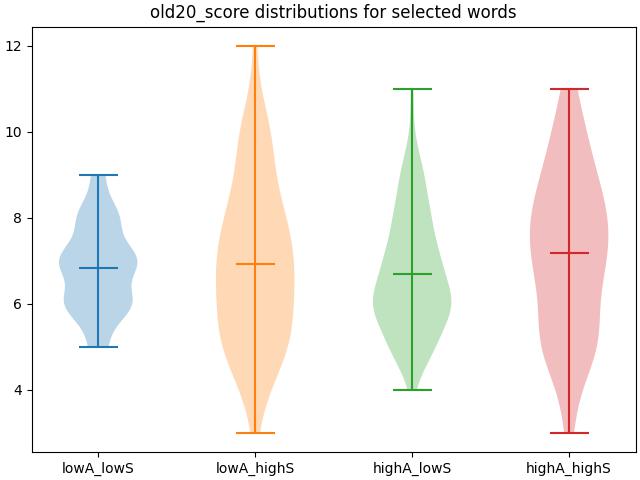 old20_score distributions for selected words
12
10
8
6
4
lowA_lowS
lowA_highS
highA_lowS
highA_highS